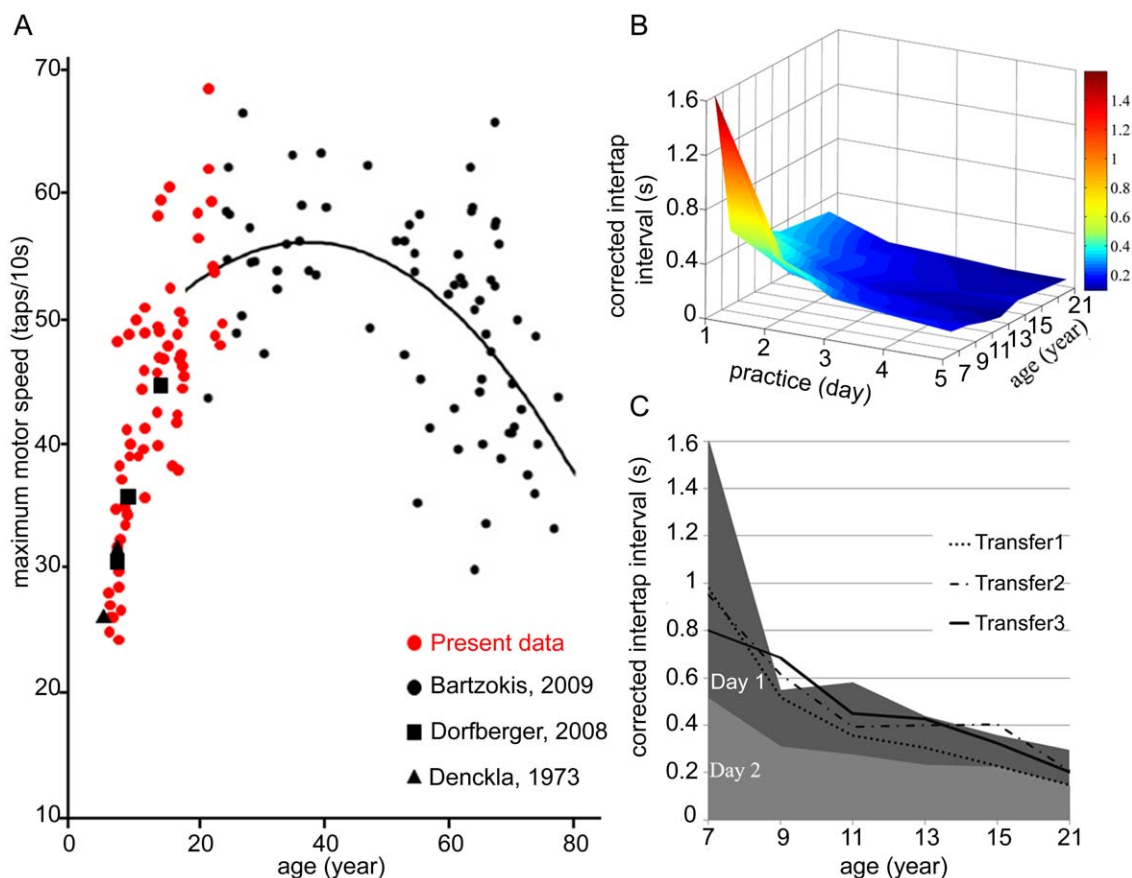 A
maximum motor speed (taps/10s)
70
60
50
40
30
20
10
0
20
40
60
80
age (year)
Present data
Bartzokis, 2009
Dorfberger, 2008
Denckla, 1973
B
corrected intertap
interval (s)
1.6
1.2
0.8
0.4
0
1
2
3
4
5
practice (day)
7
9
11
13
15
21
age (year)
1.4
1.2
1
0.8
0.6
0.4
0.2
C
corrected intertap interval (s)
1.6
1.4
1.2
1
0.8
0.6
0.4
0.2
0
Transfer1
Transfer2
Transfer3
Day 1
Day 2
7
9
11
13
15
21
age (year)